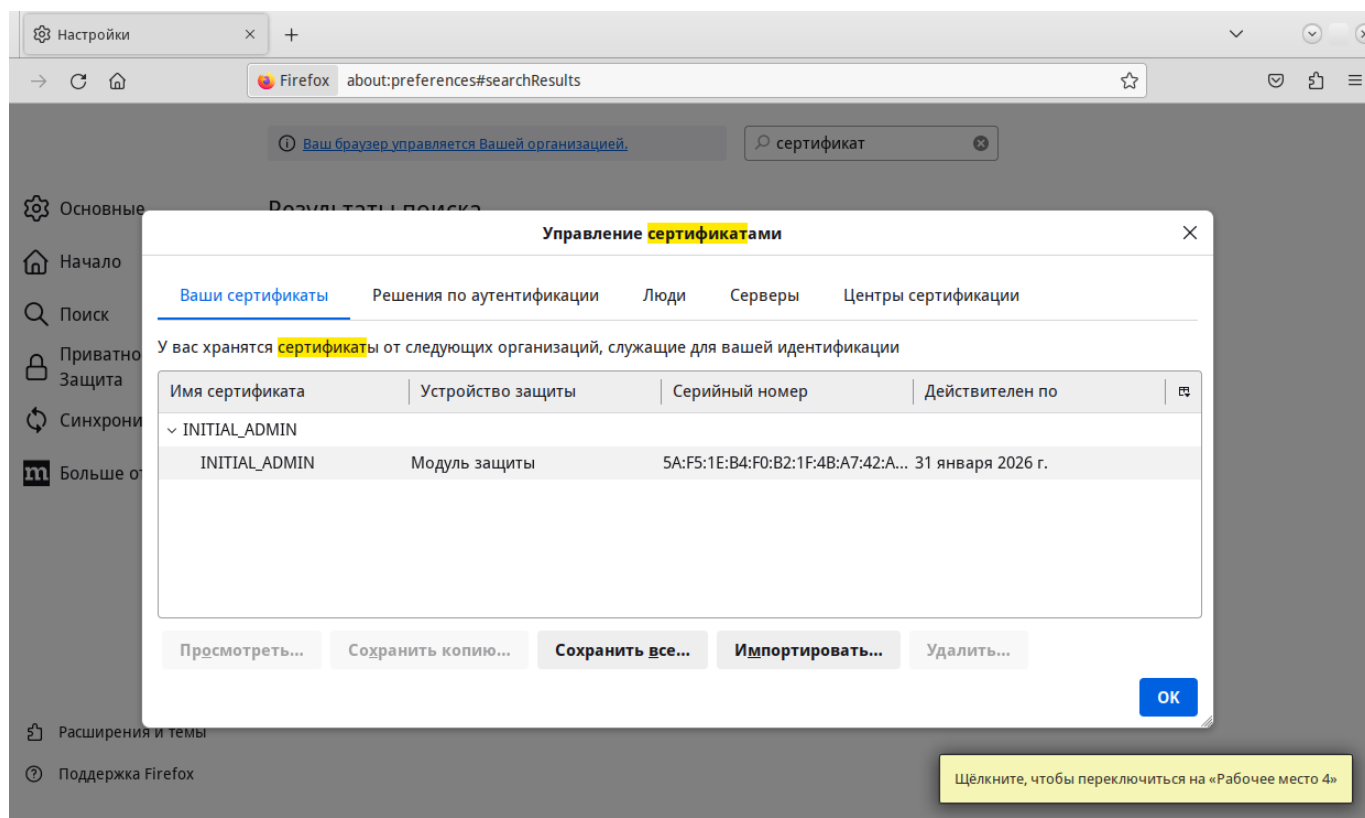 Настройки
Firefox about:preferences#searchResults
Ваш браузер управляется Вашей организацией.
сертификат
Основные
Результаты поиска
Начало
Поиск
Приватно
Защита
Синхрони
Больше от
Управление сертификатами
Ваши сертификаты Решения по аутентификации Люди Серверы Центры сертификации
У вас хранятся сертификаты от следующих организаций, служащие для вашей идентификации
Имя сертификата Устройство защиты Серийный номер Действителен по
INITIAL_ADMIN
INITIAL_ADMIN Модуль защиты 5A:F5:1E:B4:F0:B2:1F:4B:A7:42:A... 31 января 2026 г.
Просмотреть... Сохранить копию... Сохранить все... Импортировать... Удалить...
ОК
Расширения и темы
Поддержка Firefox
Щёлкните, чтобы переключиться на «Рабочее место 4»